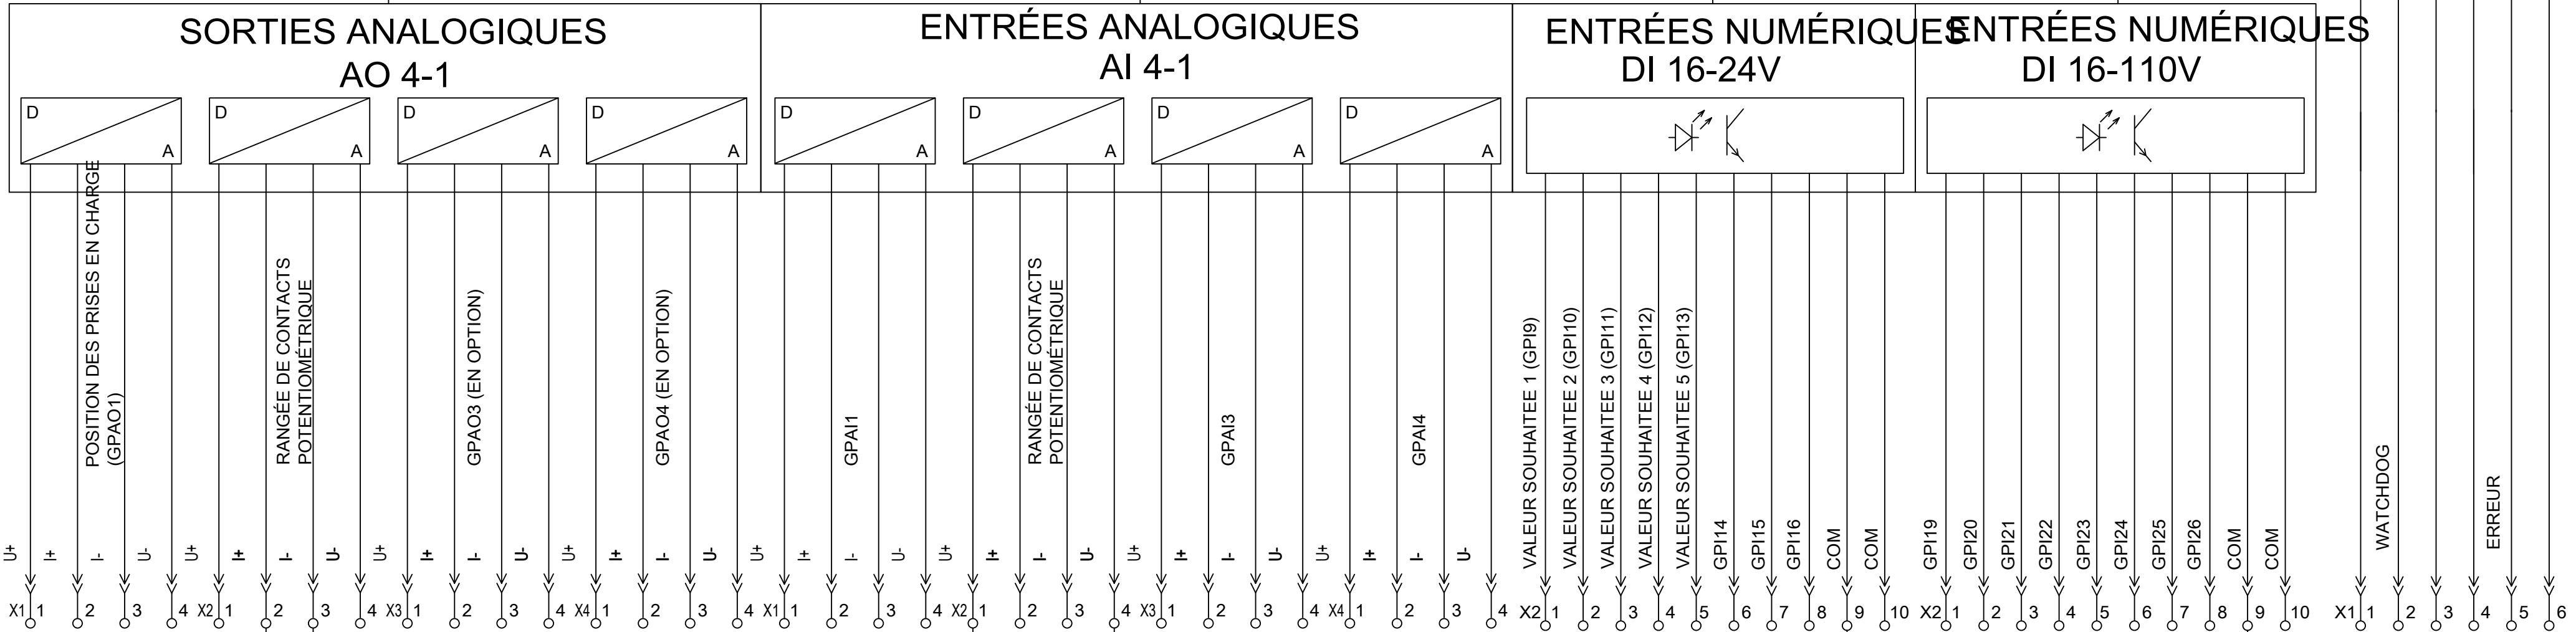 SORTIES ANALOGIQUES
AO 4-1
ENTRÉES ANALOGIQUES
AI 4-1
ENTRÉES NUMÉRIQUES
DI 16-24V
ENTRÉES NUMÉRIQUES
DI 16-110V
D
A
D
A
D
A
D
A
D
A
D
A
D
A
D
A
POSITION DES PRISES EN CHARGE
(GPAO1)
RANGÉE DE CONTACTS
POTENTIOMÉTRIQUE
GPAO3 (EN OPTION)
GPAO4 (EN OPTION)
GPAI1
RANGÉE DE CONTACTS
POTENTIOMÉTRIQUE
GPAI3
GPAI4
VALEUR SOUHAITEE 1 (GPI9)
VALEUR SOUHAITEE 2 (GPI10)
VALEUR SOUHAITEE 3 (GPI11)
VALEUR SOUHAITEE 4 (GPI12)
VALEUR SOUHAITEE 5 (GPI13)
GPI14
GPI15
GPI16
COM
COM
GPI19
GPI20
GPI21
GPI22
GPI23
GPI24
GPI25
GPI26
COM
COM
WATCHDOG
ERREUR
U+ I+ I- U- U+ I+ I- U- U+ I+ I- U- U+ I+ I- U- U+ I+ I- U- U+ I+ I- U- U+ I+ I- U- U+ I+ I- U-
X1 1 2 3 4 X2 1 2 3 4 X3 1 2 3 4 X4 1 2 3 4 X1 1 2 3 4 X2 1 2 3 4 X3 1 2 3 4 X4 1 2 3 4 X2 1 2 3 4 5 6 7 8 9 10 X2 1 2 3 4 5 6 7 8 9 10 X1 1 2 3 4 5 6